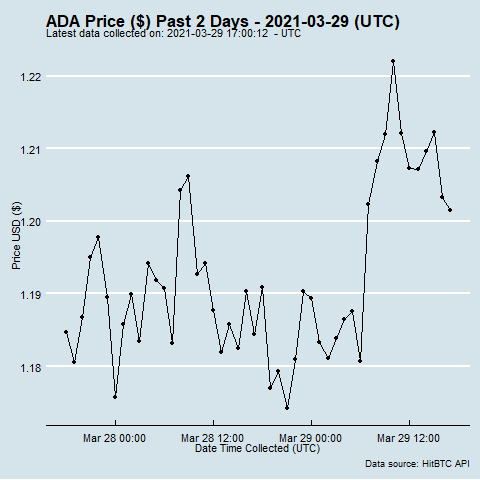 ADA Price ($) Past 2 Days - 2021-03-29 (UTC)
Latest data collected on: 2021-03-29 17:00:12 - UTC
1.22
1.21
1.20
1.19
1.18
Price USD ($)
Mar 28 00:00 Mar 28 12:00 Mar 29 00:00 Mar 29 12:00
Date Time Collected (UTC)
Data source: HitBTC API